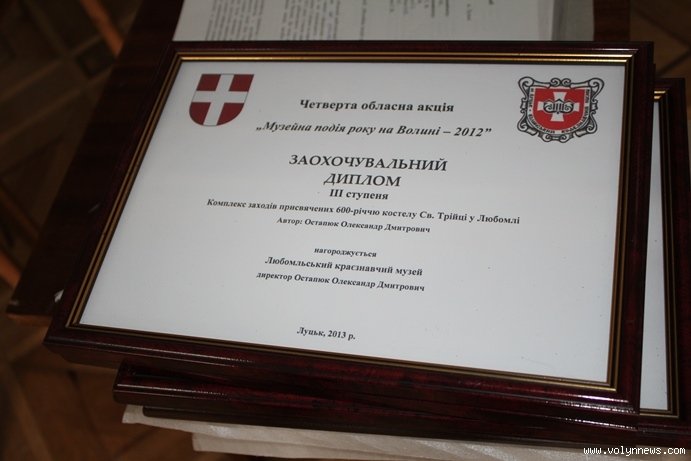 Четверта обласна акція
„Музейна подія року на Волині – 2012”
ЗАОХОЧУВАЛЬНИЙ
ДИПЛОМ
ІІІ ступеня
Комплекс заходів присвячених 600-річчю костелу Св. Трійці у Любомлі
Автор: Остапюк Олександр Дмитрович
нагороджується
Любомльський краєзнавчий музей
директор Остапюк Олександр Дмитрович
Луцьк, 2013 р.
www.volynnews.com